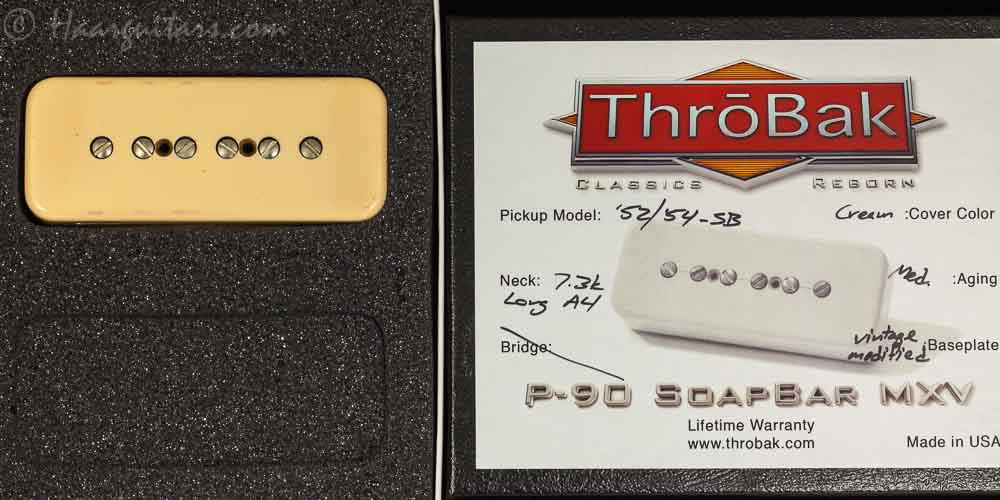 © Haarguitars.com
ThrōBak
CLASSICS REBORN
Pickup Model: '52/54-SB
Cream :Cover Color
Neck: 7.3k
Long A4
Med. :Aging
Bridge:
vintage modified :Baseplate
P-90 SOAPBAR MXV
Lifetime Warranty
www.throbak.com
Made in USA